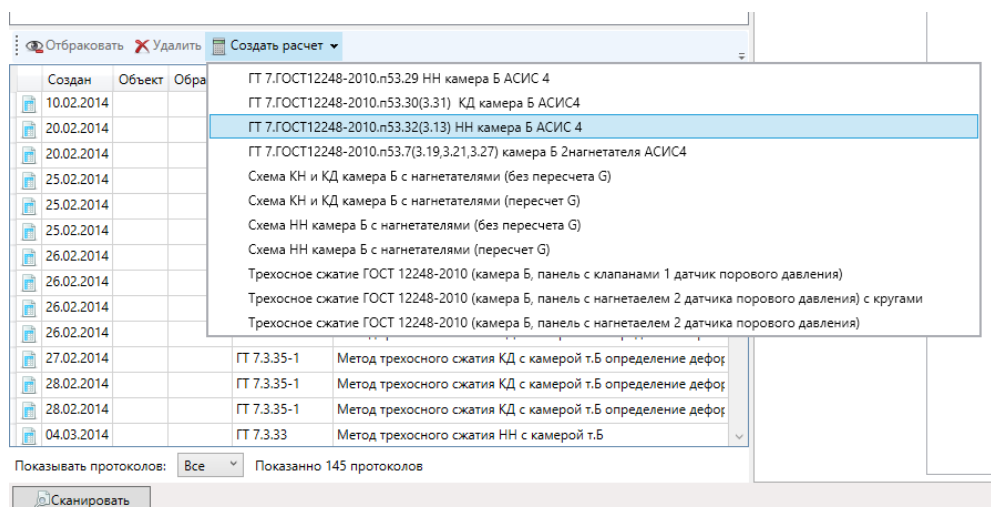 Отбраковать Удалить Создать расчет
Создан Объект Обра
ГТ 7.ГОСТ12248-2010.п53.29 НН камера Б АСИС 4
ГТ 7.ГОСТ12248-2010.п53.30(3.31) КД камера Б АСИС4
ГТ 7.ГОСТ12248-2010.п53.32(3.13) НН камера Б АСИС 4
ГТ 7.ГОСТ12248-2010.п53.7(3.19,3.21,3.27) камера Б 2нагнетателя АСИС4
Схема КН и КД камера Б с нагнетателями (без пересчета G)
Схема КН и КД камера Б с нагнетателями (пересчет G)
Схема НН камера Б с нагнетателями (без пересчета G)
Схема НН камера Б с нагнетателями (пересчет G)
Трехосное сжатие ГОСТ 12248-2010 (камера Б, панель с клапанами 1 датчик порового давления)
Трехосное сжатие ГОСТ 12248-2010 (камера Б, панель с нагнетаелем 2 датчика порового давления) с кругами
Трехосное сжатие ГОСТ 12248-2010 (камера Б, панель с нагнетаелем 2 датчика порового давления)
10.02.2014
20.02.2014
20.02.2014
25.02.2014
25.02.2014
25.02.2014
26.02.2014
26.02.2014
26.02.2014
26.02.2014
27.02.2014 ГТ 7.3.35-1 Метод трехосного сжатия КД с камерой т.Б определение дефор
28.02.2014 ГТ 7.3.35-1 Метод трехосного сжатия КД с камерой т.Б определение дефор
28.02.2014 ГТ 7.3.35-1 Метод трехосного сжатия КД с камерой т.Б определение дефор
04.03.2014 ГТ 7.3.33 Метод трехосного сжатия НН с камерой т.Б
Показывать протоколов: Все Показанно 145 протоколов
Сканировать